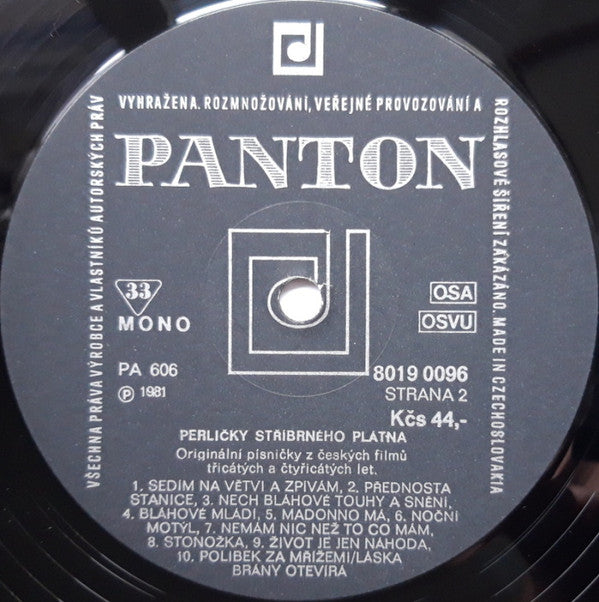 VŠECHNA PRÁVA VÝROBCE A VLASTNÍKŮ AUTORSKÝCH PRÁV
VYHRAŽENA. ROZMNOŽOVÁNÍ, VEŘEJNÉ PROVOZOVÁNÍ A
ROZHLASOVÉ ŠÍŘENÍ ZAKÁZÁNO. MADE IN CZECHOSLOVAKIA
PANTON
33
MONO
OSA
OSVU
PA 606
℗ 1981
8019 0096
STRANA 2
Kčs 44,-
PERLIČKY STŘÍBRNÉHO PLÁTNA
Originální písničky z českých filmů
třicátých a čtyřicátých let.
1. SEDÍM NA VĚTVI A ZPÍVÁM, 2. PŘEDNOSTA
STANICE, 3. NECH BLÁHOVÉ TOUHY A SNĚNÍ,
4. BLÁHOVÉ MLÁDÍ, 5. MADONNO MÁ, 6. NOČNÍ
MOTÝL, 7. NEMÁM NIC NEŽ TO CO MÁM,
8. STONOŽKA, 9. ŽIVOT JE JEN NÁHODA,
10. POLIBEK ZA MŘÍŽEMI/LÁSKA
BRÁNY OTEVÍRÁ